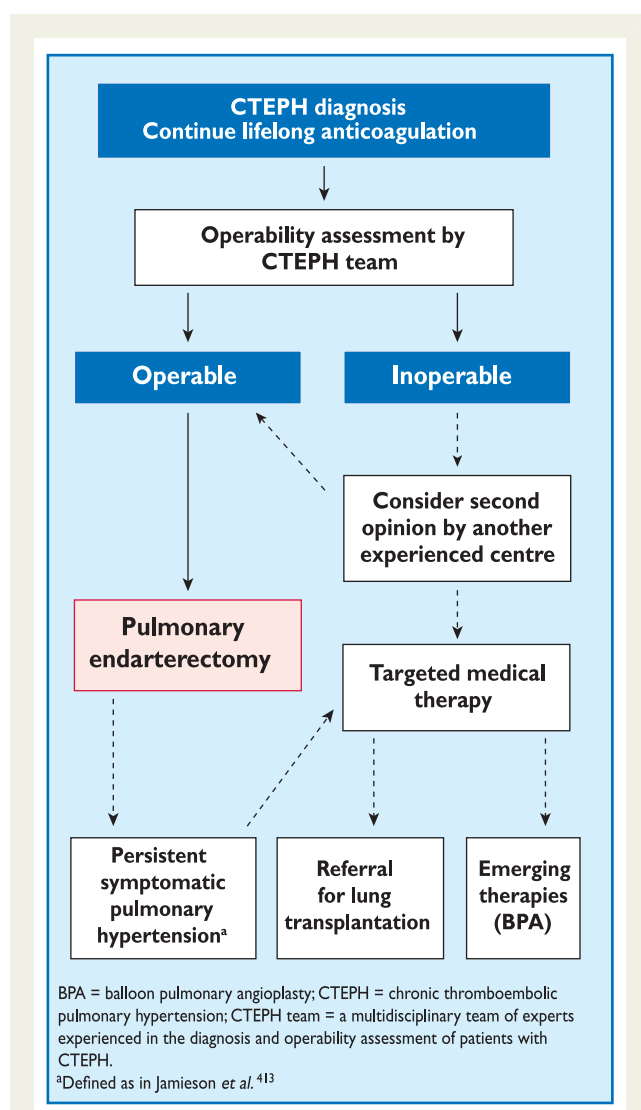 CTEPH diagnosis
Continue lifelong anticoagulation
Operability assessment by
CTEPH team
Operable
Inoperable
Consider second
opinion by another
experienced centre
Pulmonary
endarterectomy
Targeted medical
therapy
Persistent
symptomatic
pulmonary
hypertensionᵃ
Referral
for lung
transplantation
Emerging
therapies
(BPA)
BPA = balloon pulmonary angioplasty; CTEPH = chronic thromboembolic
pulmonary hypertension; CTEPH team = a multidisciplinary team of experts
experienced in the diagnosis and operability assessment of patients with
CTEPH.
ᵃDefined as in Jamieson et al. ⁴¹³